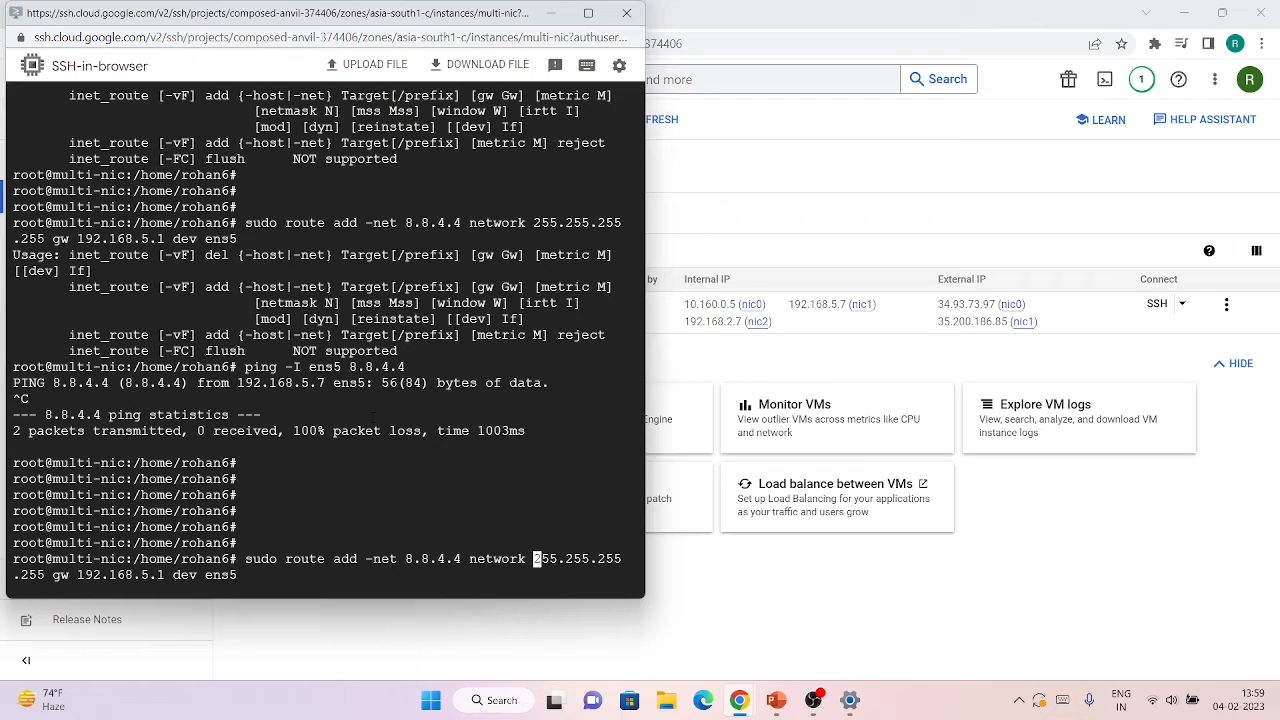 https://ssh.cloud.google.com/v2/ssh/projects/composed-anvil-374406/zones/asia-south1-c/instances/multi-nic?...
ssh.cloud.google.com/v2/ssh/projects/composed-anvil-374406/zones/asia-south1-c/instances/multi-nic?authuser...
SSH-in-browser
UPLOAD FILE
DOWNLOAD FILE
inet_route [-vF] add {-host|-net} Target[/prefix] [gw Gw] [metric M]
[netmask N] [mss Mss] [window W] [irtt I]
[mod] [dyn] [reinstate] [[dev] If]
inet_route [-vF] add {-host|-net} Target[/prefix] [metric M] reject
inet_route [-FC] flush NOT supported
root@multi-nic:/home/rohan6#
root@multi-nic:/home/rohan6#
root@multi-nic:/home/rohan6#
root@multi-nic:/home/rohan6# sudo route add -net 8.8.4.4 network 255.255.255
.255 gw 192.168.5.1 dev ens5
Usage: inet_route [-vF] del {-host|-net} Target[/prefix] [gw Gw] [metric M]
[[dev] If]
inet_route [-vF] add {-host|-net} Target[/prefix] [gw Gw] [metric M]
[netmask N] [mss Mss] [window W] [irtt I]
[mod] [dyn] [reinstate] [[dev] If]
inet_route [-vF] add {-host|-net} Target[/prefix] [metric M] reject
inet_route [-FC] flush NOT supported
root@multi-nic:/home/rohan6# ping -I ens5 8.8.4.4
PING 8.8.4.4 (8.8.4.4) from 192.168.5.7 ens5: 56(84) bytes of data.
^C
--- 8.8.4.4 ping statistics ---
2 packets transmitted, 0 received, 100% packet loss, time 1003ms
root@multi-nic:/home/rohan6#
root@multi-nic:/home/rohan6#
root@multi-nic:/home/rohan6#
root@multi-nic:/home/rohan6#
root@multi-nic:/home/rohan6#
root@multi-nic:/home/rohan6#
root@multi-nic:/home/rohan6# sudo route add -net 8.8.4.4 network 255.255.255
.255 gw 192.168.5.1 dev ens5
374406
nd more
Search
1
R
R
FRESH
LEARN
HELP ASSISTANT
by
Internal IP
External IP
Connect
10.160.0.5 (nic0) 192.168.5.7 (nic1)
34.93.73.97 (nic0)
SSH
192.168.2.7 (nic2)
35.200.186.85 (nic1)
HIDE
Engine
Monitor VMs
View outlier VMs across metrics like CPU
and network
Explore VM logs
View, search, analyze, and download VM
instance logs
patch
Load balance between VMs
Set up Load Balancing for your applications
as your traffic and users grow
Release Notes
74°F
Haze
Search
ENG
IN
13:59
04-02-2023